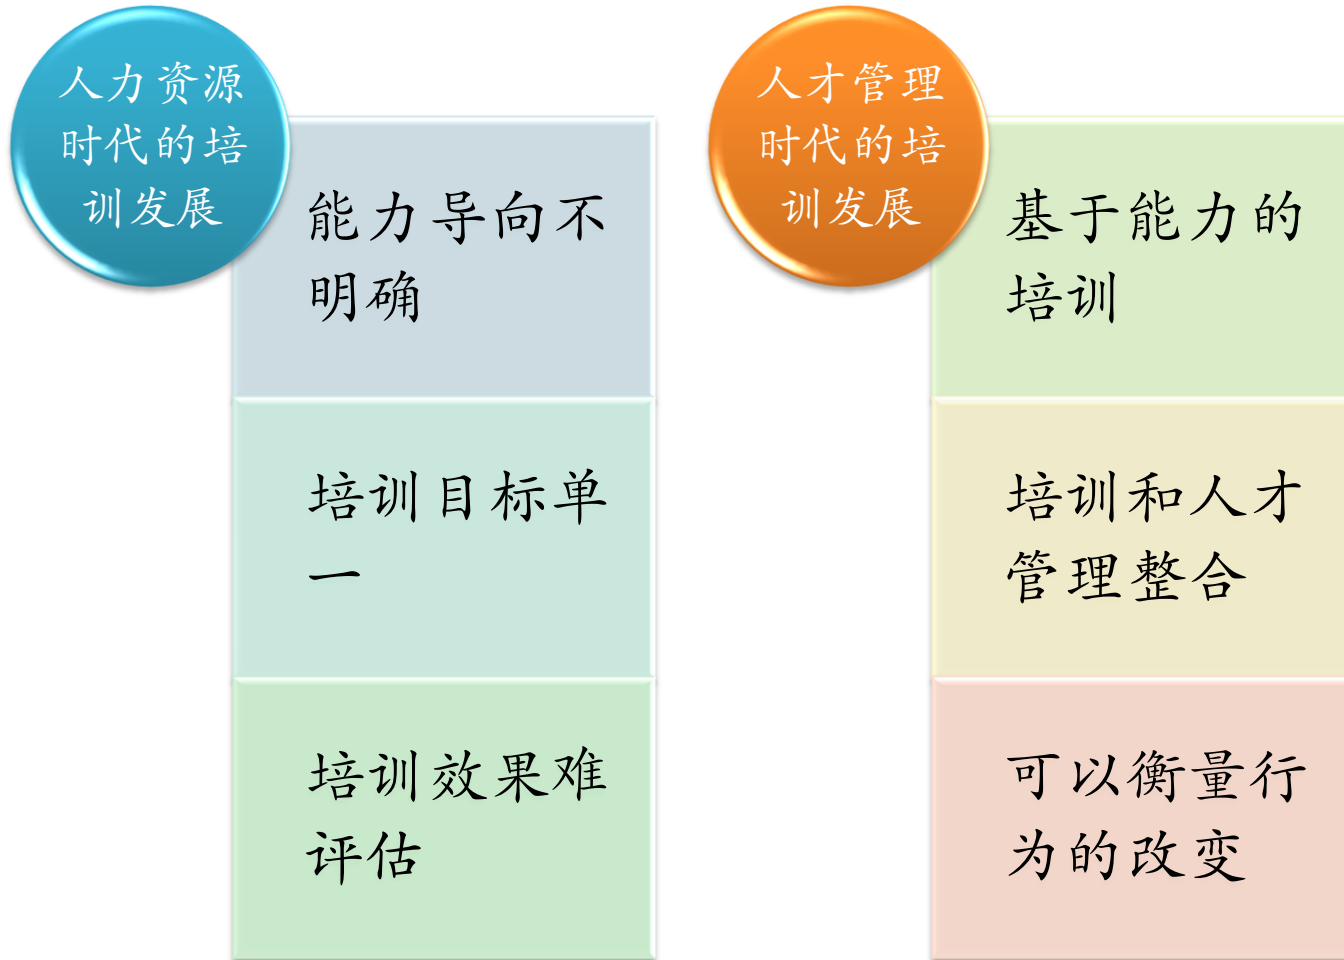 人力资源
时代的培
训发展
能力导向不
明确
培训目标单
一
培训效果难
评估
人才管理
时代的培
训发展
基于能力的
培训
培训和人才
管理整合
可以衡量行
为的改变